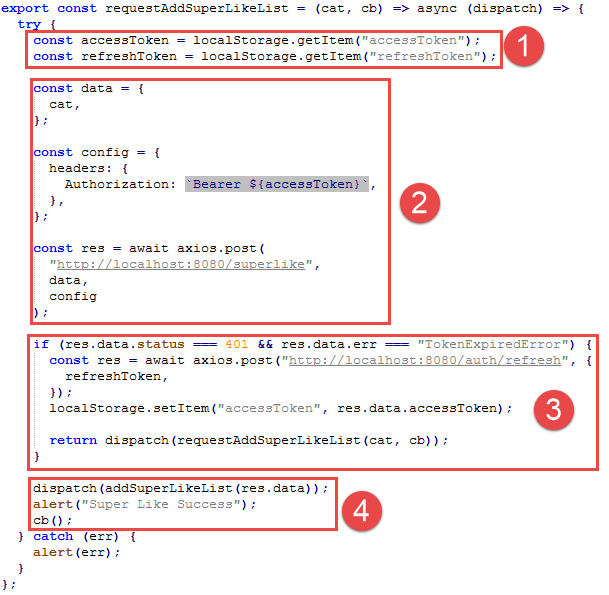 export const requestAddSuperLikeList = (cat, cb) => async (dispatch) => {
try {
const accessToken = localStorage.getItem("accessToken");
const refreshToken = localStorage.getItem("refreshToken");
1
const data = {
cat,
};
const config = {
headers: {
Authorization: `Bearer ${accessToken}`,
},
};
2
const res = await axios.post(
"http://localhost:8080/superlike",
data,
config
);
if (res.data.status === 401 && res.data.err === "TokenExpiredError") {
const res = await axios.post("http://localhost:8080/auth/refresh", {
refreshToken,
});
localStorage.setItem("accessToken", res.data.accessToken);
3
return dispatch(requestAddSuperLikeList(cat, cb));
}
dispatch(addSuperLikeList(res.data));
alert("Super Like Success");
cb();
4
} catch (err) {
alert(err);
}
};